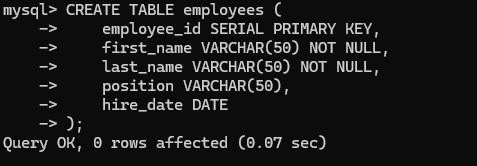 mysql> CREATE TABLE employees (
    ->     employee_id SERIAL PRIMARY KEY,
    ->     first_name VARCHAR(50) NOT NULL,
    ->     last_name VARCHAR(50) NOT NULL,
    ->     position VARCHAR(50),
    ->     hire_date DATE
    -> );
Query OK, 0 rows affected (0.07 sec)